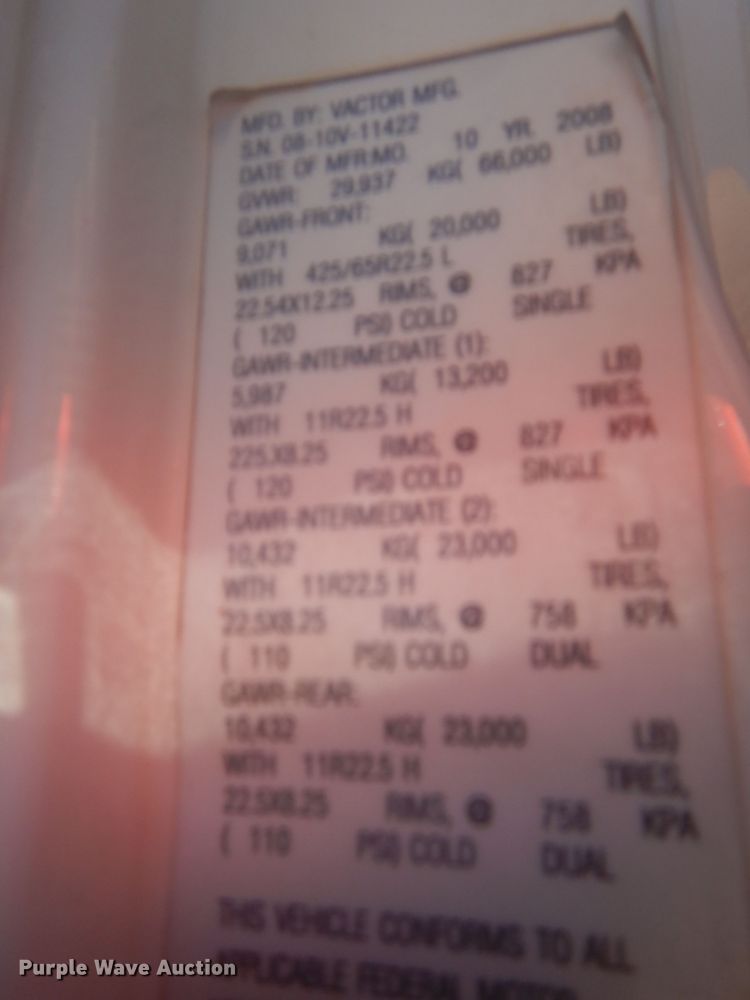 MFD. BY: VACTOR MFG.
S.N. 08-10V-11422
DATE OF MFR:MO. 10 YR. 2008
GVWR: 29,937 KG( 66,000 LB)
GAWR-FRONT:
9,071 KG( 20,000 LB)
WITH 425/65R22.5 L TIRES,
22.54X12.25 RIMS, @ 827 KPA
( 120 PSI) COLD SINGLE
GAWR-INTERMEDIATE (1):
5,987 KG( 13,200 LB)
WITH 11R22.5 H TIRES,
225.X8.25 RIMS, @ 827 KPA
( 120 PSI) COLD SINGLE
GAWR-INTERMEDIATE (2):
10,432 KG( 23,000 LB)
WITH 11R22.5 H TIRES,
22.5X8.25 RIMS, @ 758 KPA
( 110 PSI) COLD DUAL
GAWR-REAR:
10,432 KG( 23,000 LB)
WITH 11R22.5 H TIRES,
22.5X8.25 RIMS, @ 758 KPA
( 110 PSI) COLD DUAL
THIS VEHICLE CONFORMS TO ALL
APPLICABLE FEDERAL MOTOR
Purple Wave Auction